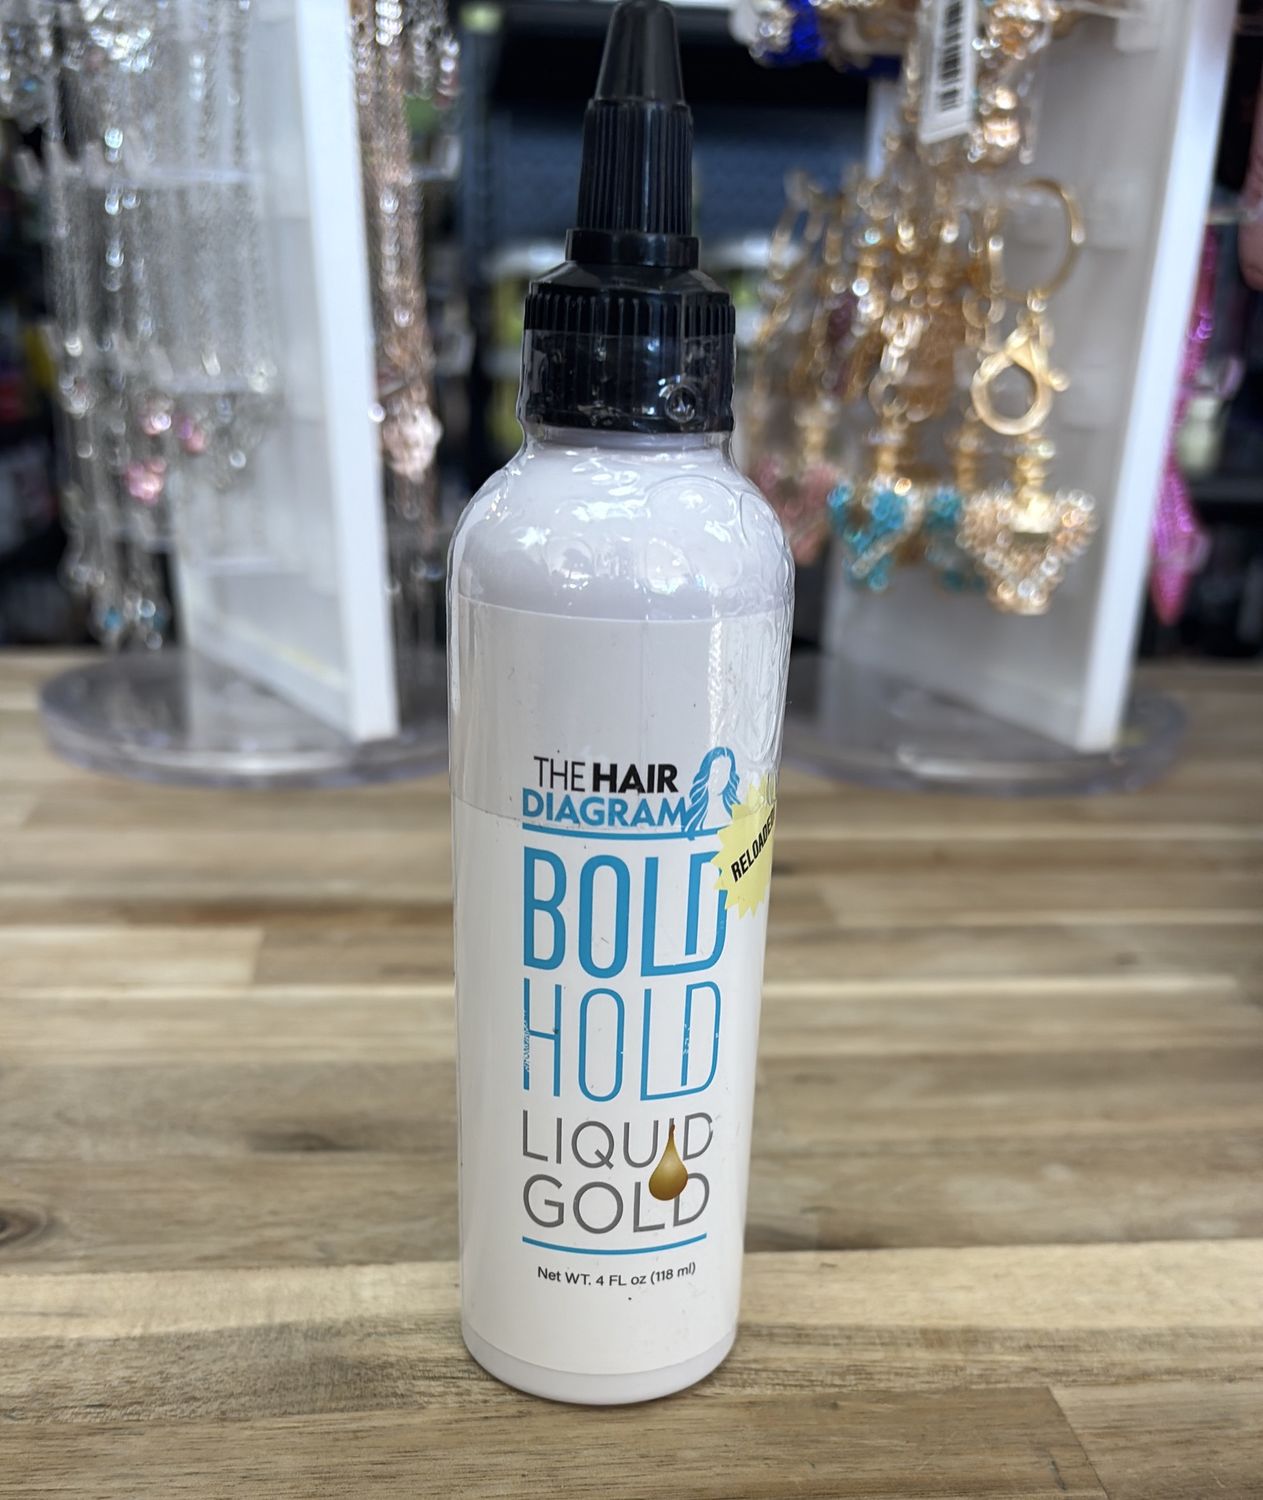 THE HAIR
DIAGRAM
RELOADED
BOLD
HOLD
LIQUID
GOLD
Net WT. 4 FL oz (118 ml)